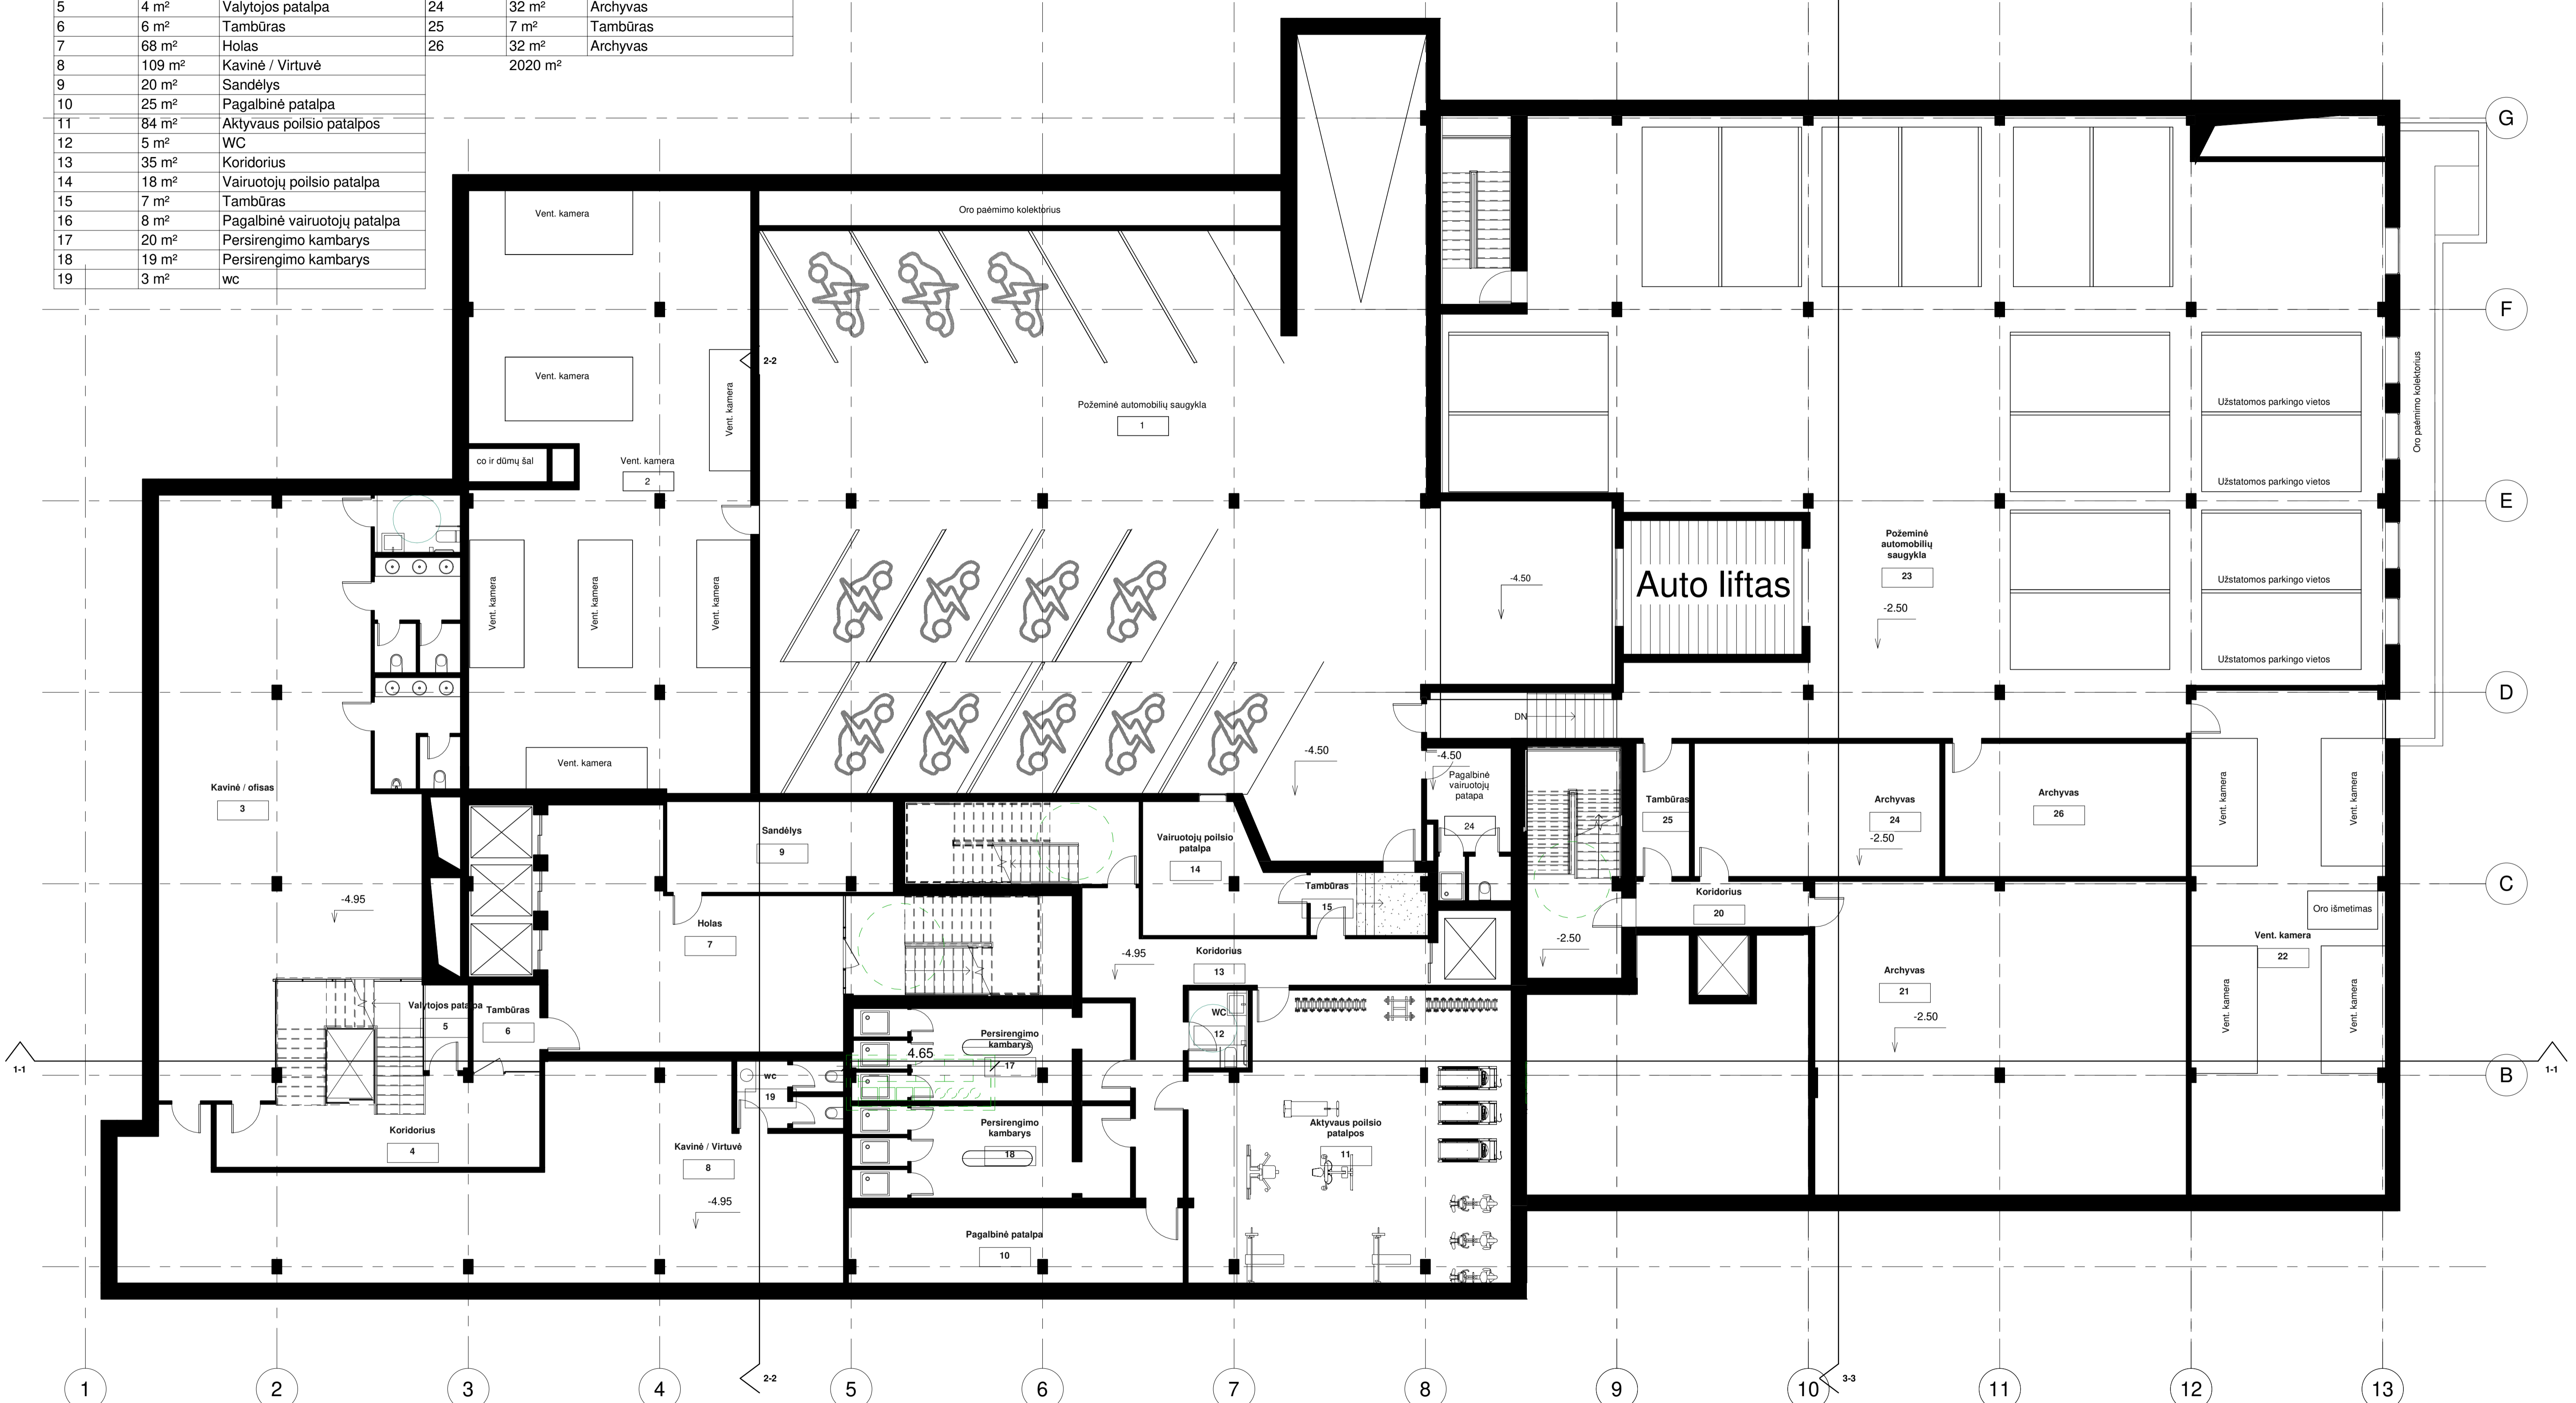 5 4 m² Valytojos patalpa 24 32 m² Archyvas
6 6 m² Tambūras 25 7 m² Tambūras
7 68 m² Holas 26 32 m² Archyvas
8 109 m² Kavinė / Virtuvė 2020 m²
9 20 m² Sandėlys
10 25 m² Pagalbinė patalpa
11 84 m² Aktyvaus poilsio patalpos
12 5 m² WC
13 35 m² Koridorius
14 18 m² Vairuotojų poilsio patalpa
15 7 m² Tambūras
16 8 m² Pagalbinė vairuotojų patalpa
17 20 m² Persirengimo kambarys
18 19 m² Persirengimo kambarys
19 3 m² wc
G
Vent. kamera
Oro paėmimo kolektorius
F
2-2
Vent. kamera
Vent. kamera
Požeminė automobilių saugykla
1
Užstatomos parkingo vietos
Oro paėmimo kolektorius
co ir dūmų šal
Vent. kamera
2
Užstatomos parkingo vietos
E
Požeminė
automobilių
saugykla
23
-2.50
-4.50
Auto liftas
Užstatomos parkingo vietos
Vent. kamera
Vent. kamera
Vent. kamera
Užstatomos parkingo vietos
D
DN
-4.50
-4.50
Vent. kamera
Pagalbinė
vairuotojų
patapa
24
Kavinė / ofisas
3
Tambūras
25
Archyvas
24
-2.50
Archyvas
26
Vent. kamera
Vent. kamera
Sandėlys
9
Vairuotojų poilsio
patalpa
14
C
Tambūras
15
-4.95
Koridorius
20
Oro išmetimas
Holas
7
Vent. kamera
22
-2.50
Koridorius
13
-4.95
Archyvas
21
-2.50
Vent. kamera
Vent. kamera
Valytojos patalpa
5
Tambūras
6
WC
12
Persirengimo
kambarys
17
4.65
1-1
1-1
B
wc
19
Koridorius
4
Persirengimo
kambarys
18
Aktyvaus poilsio
patalpos
11
Kavinė / Virtuvė
8
-4.95
Pagalbinė patalpa
10
1 2 3 4 2-2 5 6 7 8 9 10 3-3 11 12 13